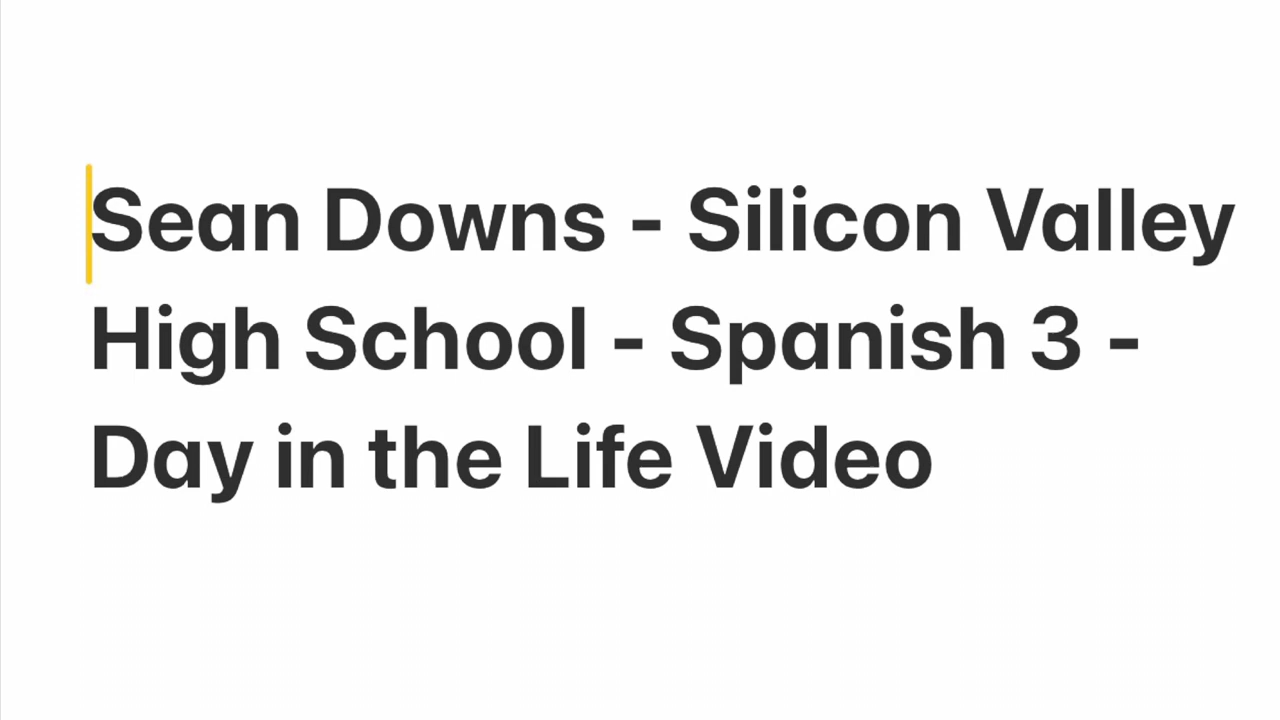 Sean Downs - Silicon Valley
High School - Spanish 3 -
Day in the Life Video